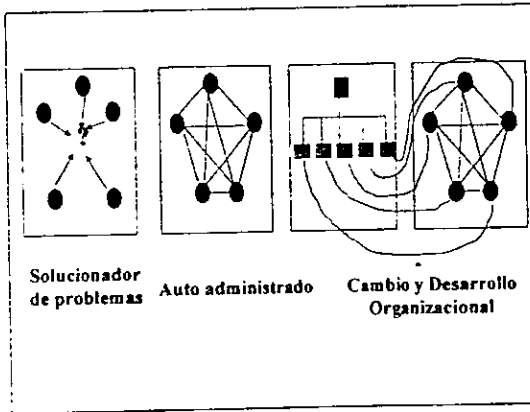 Solucionador
de problemas
Auto administrado
Cambio y Desarrollo
Organizacional